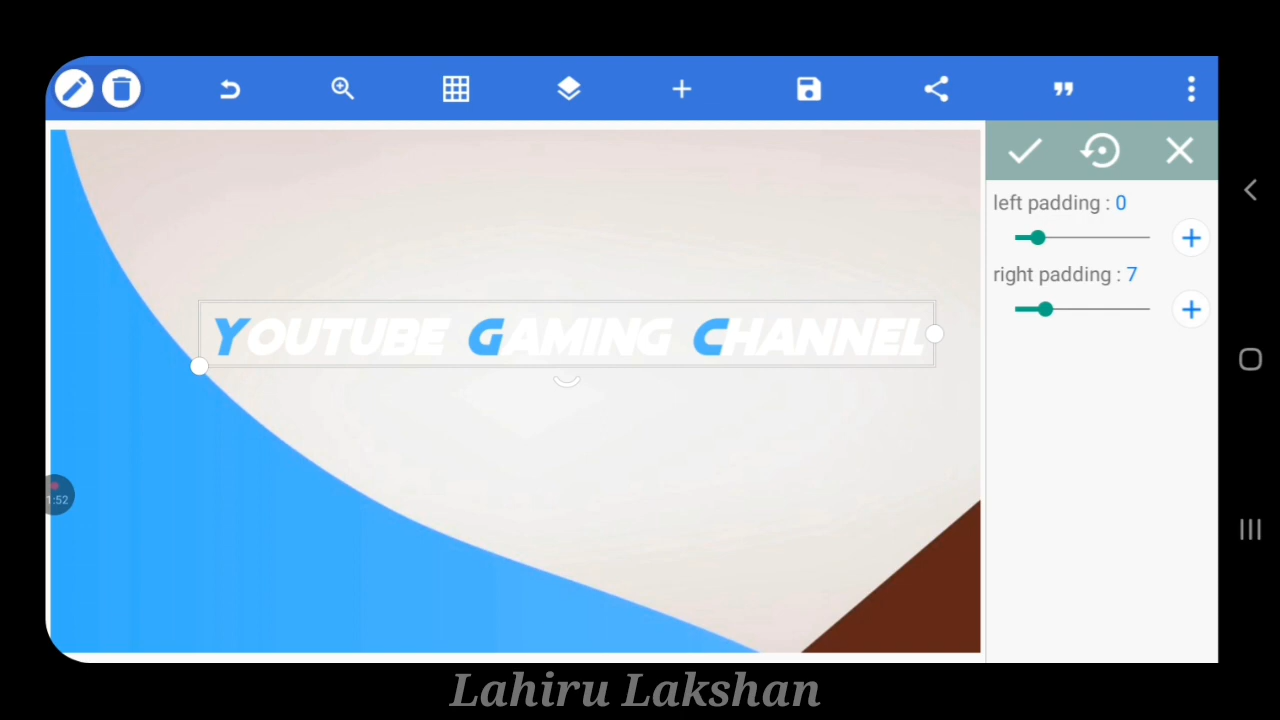 left padding : 0
right padding : 7
YOUTUBE GAMING CHANNEL
1:52
Lahiru Lakshan